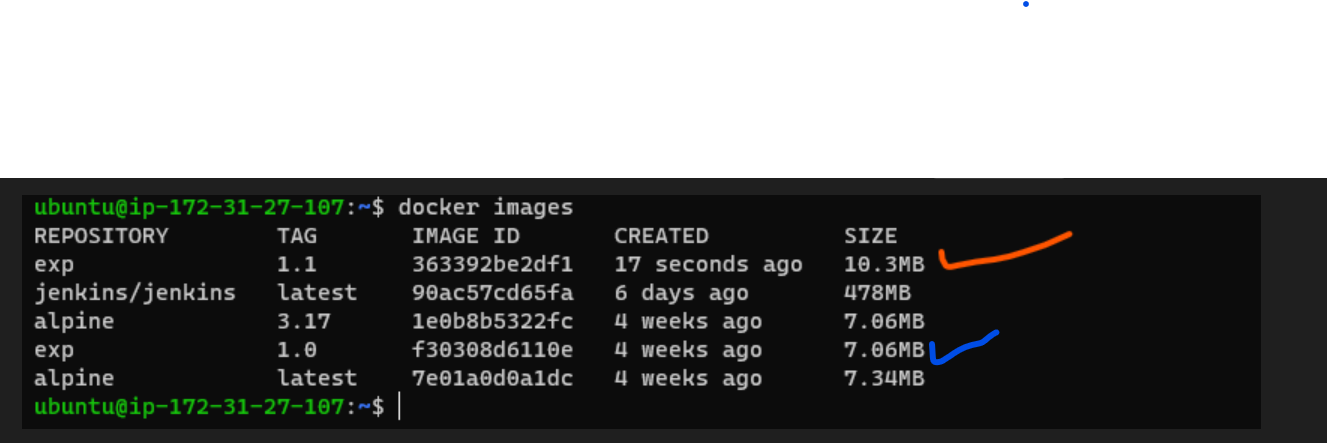 ubuntu@ip-172-31-27-107:~$ docker images
REPOSITORY TAG IMAGE ID CREATED SIZE
exp 1.1 363392be2df1 17 seconds ago 10.3MB
jenkins/jenkins latest 90ac57cd65fa 6 days ago 478MB
alpine 3.17 1e0b8b5322fc 4 weeks ago 7.06MB
exp 1.0 f30308d6110e 4 weeks ago 7.06MB
alpine latest 7e01a0d0a1dc 4 weeks ago 7.34MB
ubuntu@ip-172-31-27-107:~$